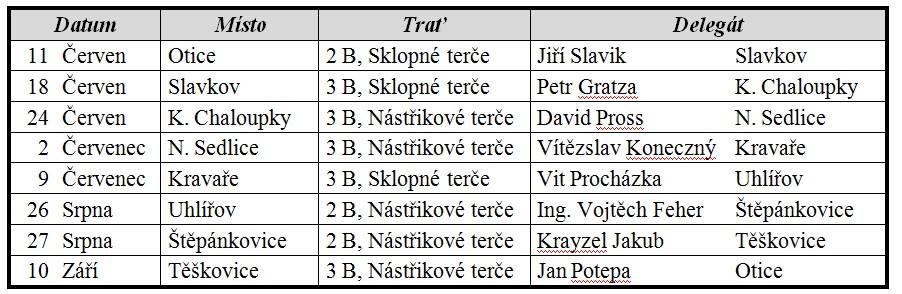 Datum Místo Trať Delegát
11 Červen Otice 2 B, Sklopné terče Jiří Slavik Slavkov
18 Červen Slavkov 3 B, Sklopné terče Petr Gratza K. Chaloupky
24 Červen K. Chaloupky 3 B, Nástřikové terče David Pross N. Sedlice
2 Červenec N. Sedlice 3 B, Nástřikové terče Vítězslav Konečný Kravaře
9 Červenec Kravaře 3 B, Sklopné terče Vit Procházka Uhlířov
26 Srpna Uhlířov 2 B, Nástřikové terče Ing. Vojtěch Feher Štěpánkovice
27 Srpna Štěpánkovice 2 B, Nástřikové terče Krayzel Jakub Těškovice
10 Září Těškovice 3 B, Nástřikové terče Jan Potepa Otice